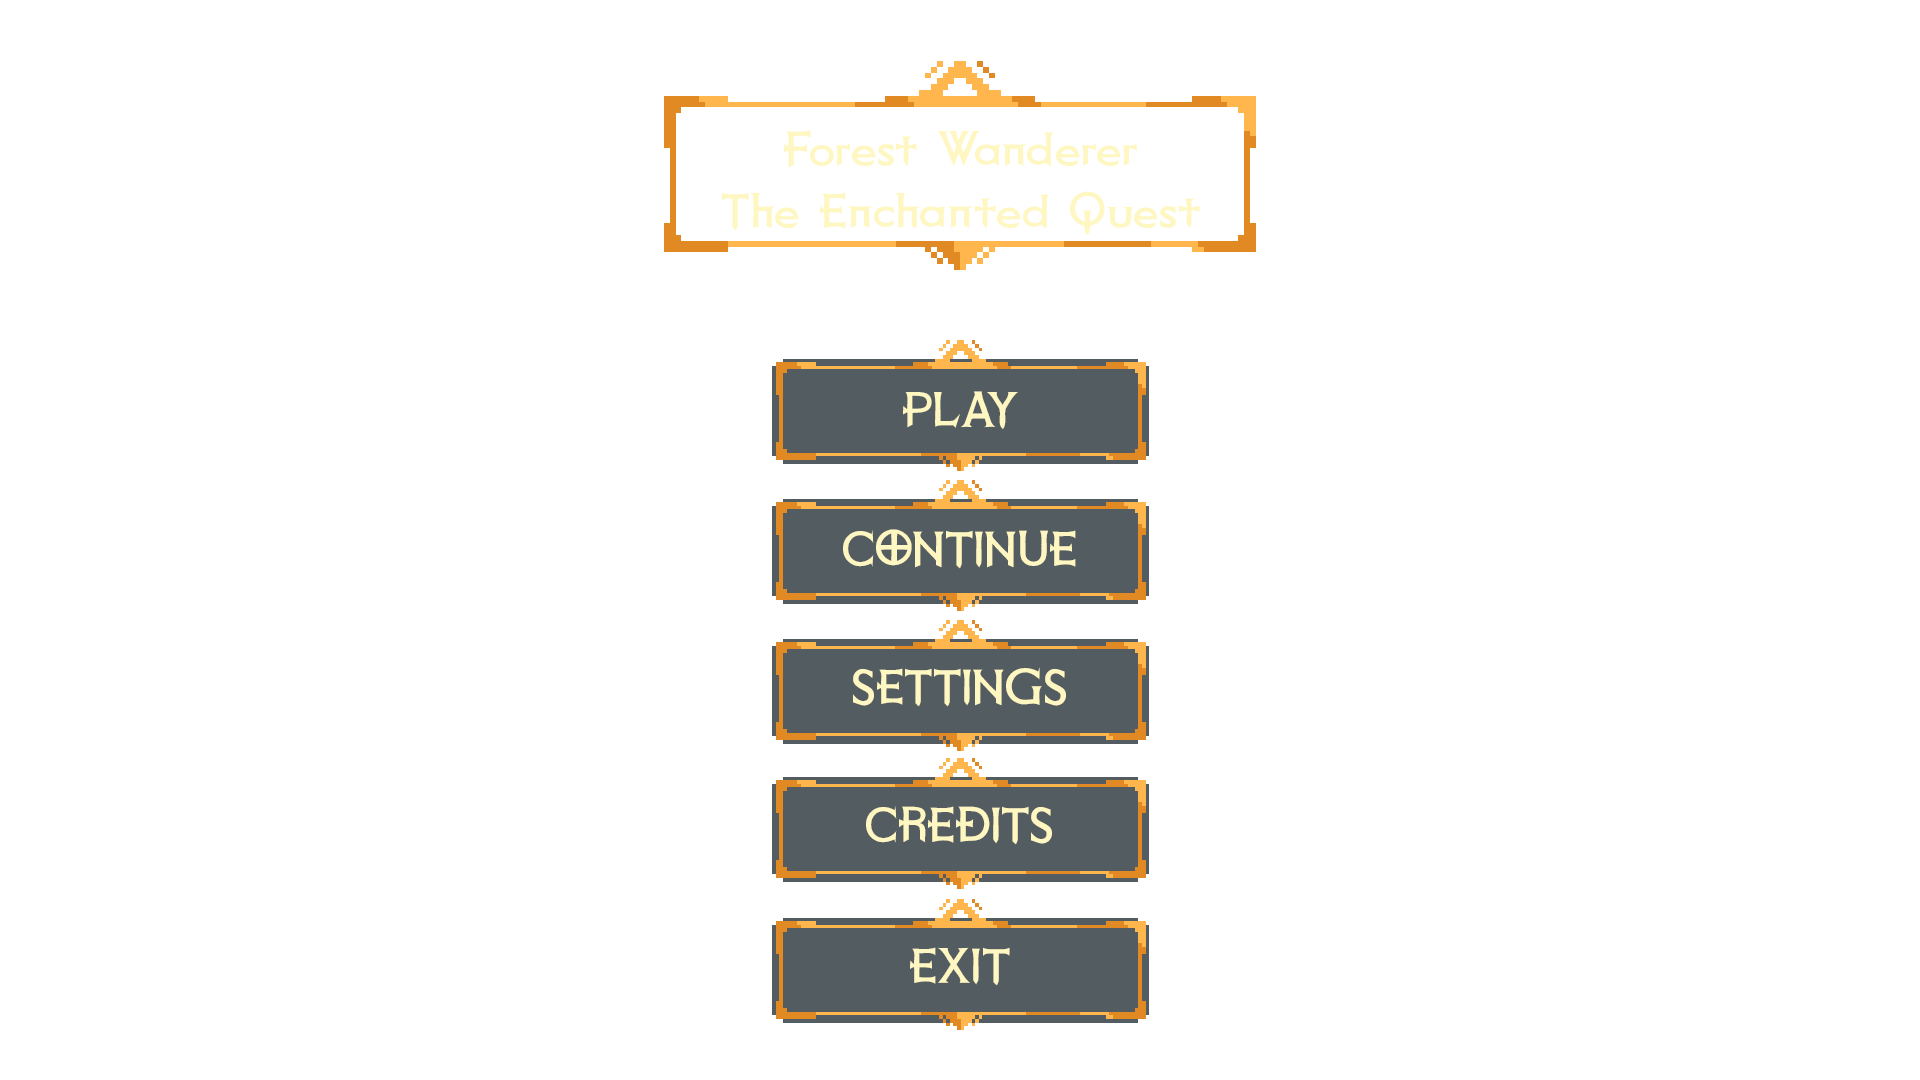 Forest Wanderer
The Enchanted Quest
PLAY
CONTINUE
SETTINGS
CREDITS
EXIT